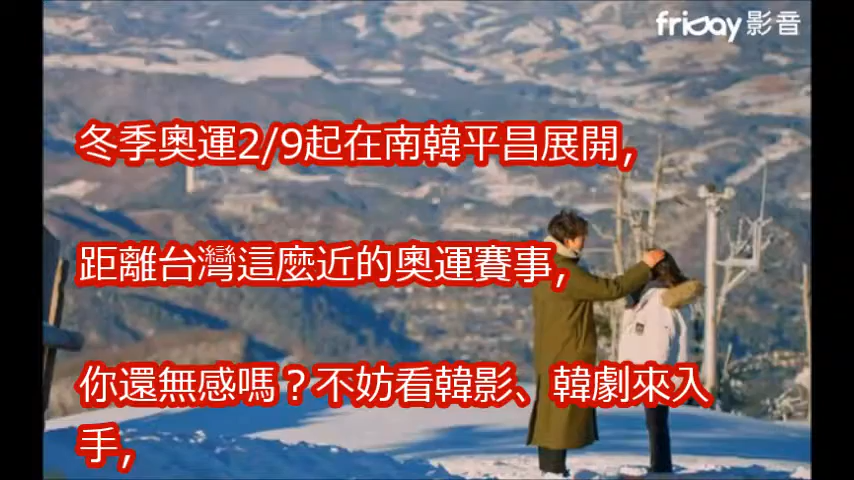 friDay影音
冬季奧運2/9起在南韓平昌展開,
距離台灣這麼近的奧運賽事,
你還無感嗎？不妨看韓影、韓劇來入
手,